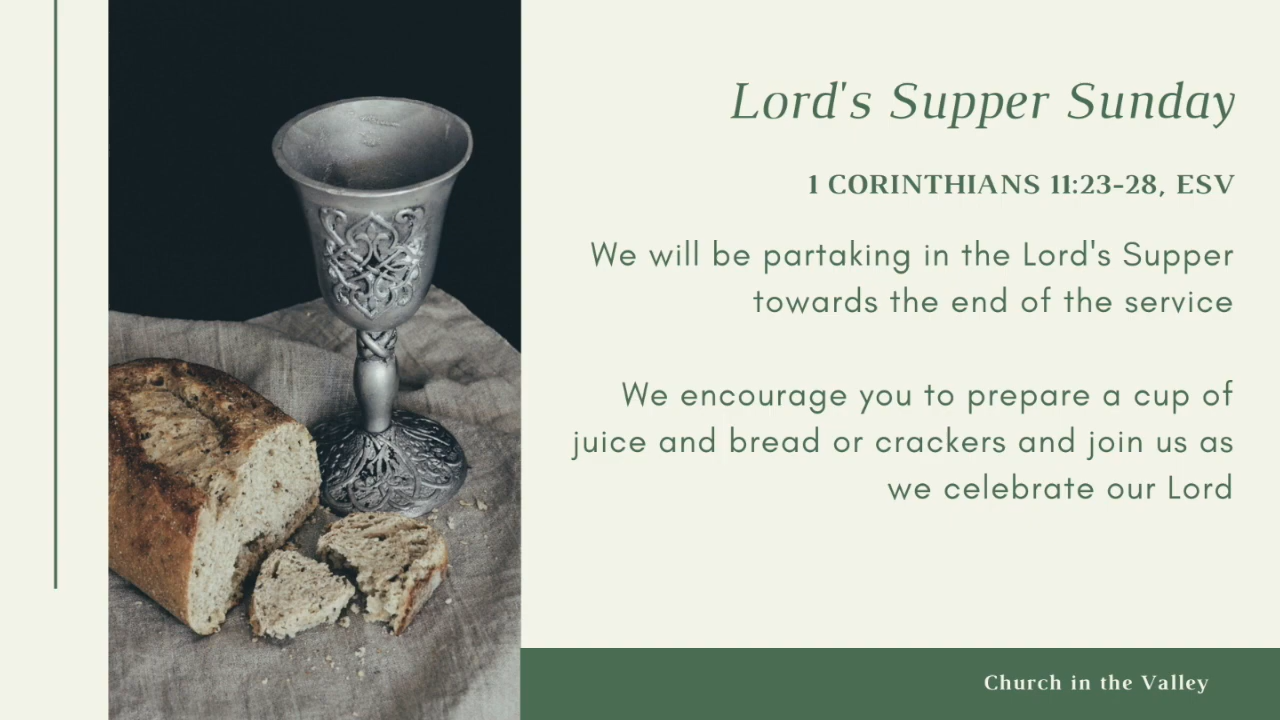 Lord's Supper Sunday
1 CORINTHIANS 11:23-28, ESV
We will be partaking in the Lord's Supper
towards the end of the service
We encourage you to prepare a cup of
juice and bread or crackers and join us as
we celebrate our Lord
Church in the Valley